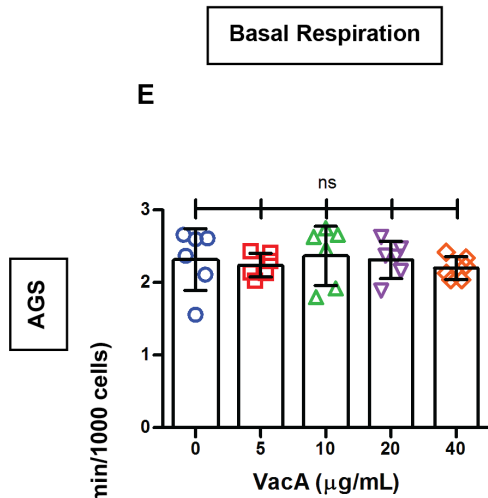 Basal Respiration
E
ns
AGS
min/1000 cells)
3
2
1
0
0 5 10 20 40
VacA (μg/mL)